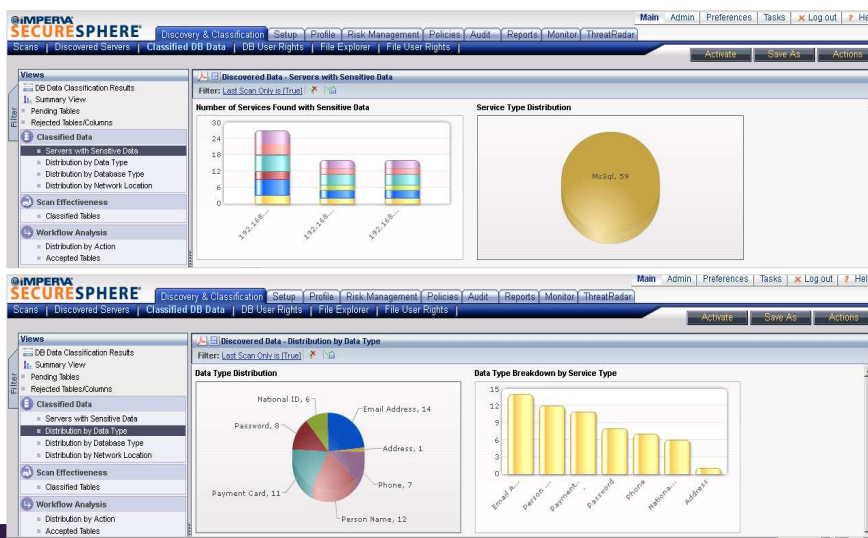 IMPERVA
SECURESPHERE
Main Admin Preferences Tasks Log out ? He
Discovery & Classification Setup Profile Risk Management Policies Audit Reports Monitor ThreatRadar
Scans | Discovered Servers | Classified DB Data | DB User Rights | File Explorer | File User Rights |
Activate Save As Actions
Filter
Views
DB Data Classification Results
Summary View
Pending Tables
Rejected Tables/Columns
Classified Data
Servers with Sensitive Data
Distribution by Data Type
Distribution by Database Type
Distribution by Network Location
Scan Effectiveness
Classified Tables
Workflow Analysis
Distribution by Action
Accepted Tables
Discovered Data - Servers with Sensitive Data
Filter: Last Scan Only is [True]
Number of Services Found with Sensitive Data
30
24
18
12
6
0
192.168...
192.168...
192.168...
Service Type Distribution
MsSql, 59
IMPERVA
SECURESPHERE
Main Admin Preferences Tasks Log out ? Hel
Discovery & Classification Setup Profile Risk Management Policies Audit Reports Monitor ThreatRadar
Scans | Discovered Servers | Classified DB Data | DB User Rights | File Explorer | File User Rights |
Activate Save As Actions
Filter
Views
DB Data Classification Results
Summary View
Pending Tables
Rejected Tables/Columns
Classified Data
Servers with Sensitive Data
Distribution by Data Type
Distribution by Database Type
Distribution by Network Location
Scan Effectiveness
Classified Tables
Workflow Analysis
Distribution by Action
Accepted Tables
Discovered Data - Distribution by Data Type
Filter: Last Scan Only is [True]
Data Type Distribution
National ID, 6
Email Address, 14
Password, 8
Address, 1
Phone, 7
Payment Card, 11
Person Name, 12
Data Type Breakdown by Service Type
15
12
9
6
3
0
Email A...
Person ...
Payment...
Password
Phone
Nationa...
Address